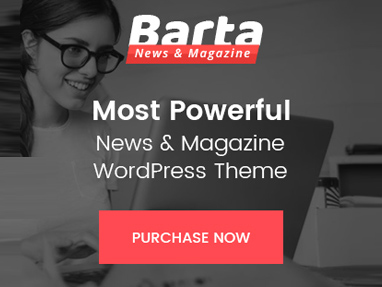 Barta
News & Magazine
Most Powerful
News & Magazine
WordPress Theme
PURCHASE NOW